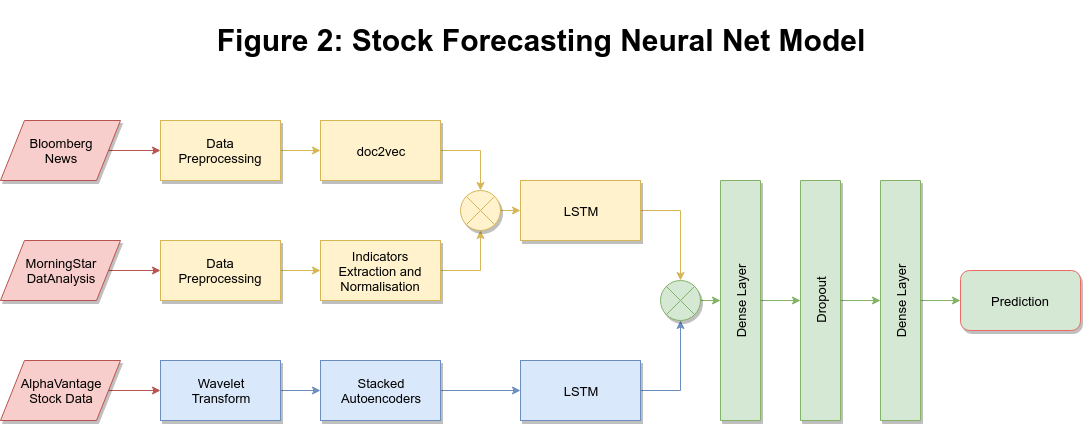 Figure 2: Stock Forecasting Neural Net Model
Bloomberg
News
Data
Preprocessing
doc2vec
LSTM
MorningStar
DatAnalysis
Data
Preprocessing
Indicators
Extraction and
Normalisation
AlphaVantage
Stock Data
Wavelet
Transform
Stacked
Autoencoders
LSTM
Dense Layer
Dropout
Dense Layer
Prediction